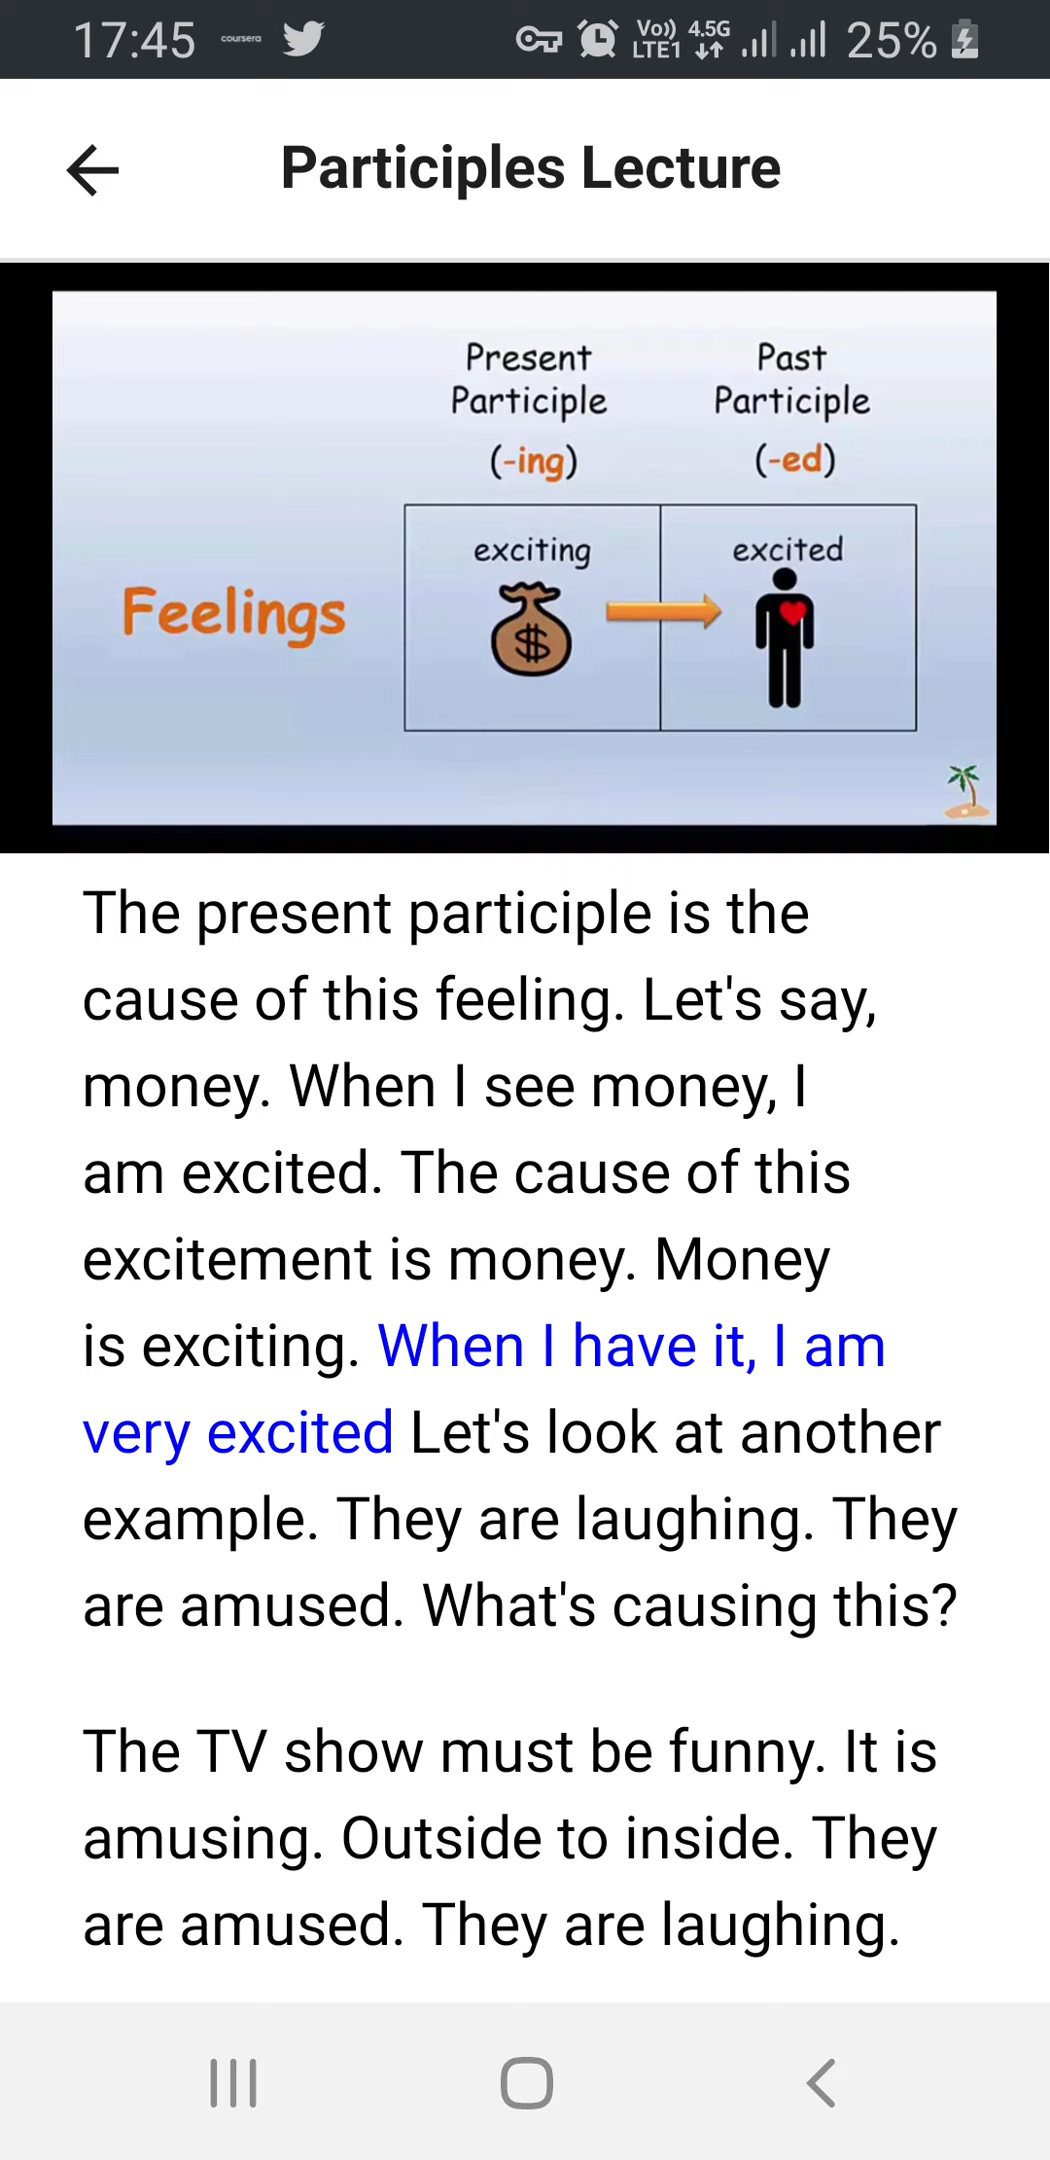 17:45 coursera Vo)) LTE1 4.5G 25%
Participles Lecture
Present Participle
(-ing)
Past Participle
(-ed)
Feelings
exciting
$
excited
The present participle is the
cause of this feeling. Let's say,
money. When I see money, I
am excited. The cause of this
excitement is money. Money
is exciting. When I have it, I am
very excited Let's look at another
example. They are laughing. They
are amused. What's causing this?
The TV show must be funny. It is
amusing. Outside to inside. They
are amused. They are laughing.